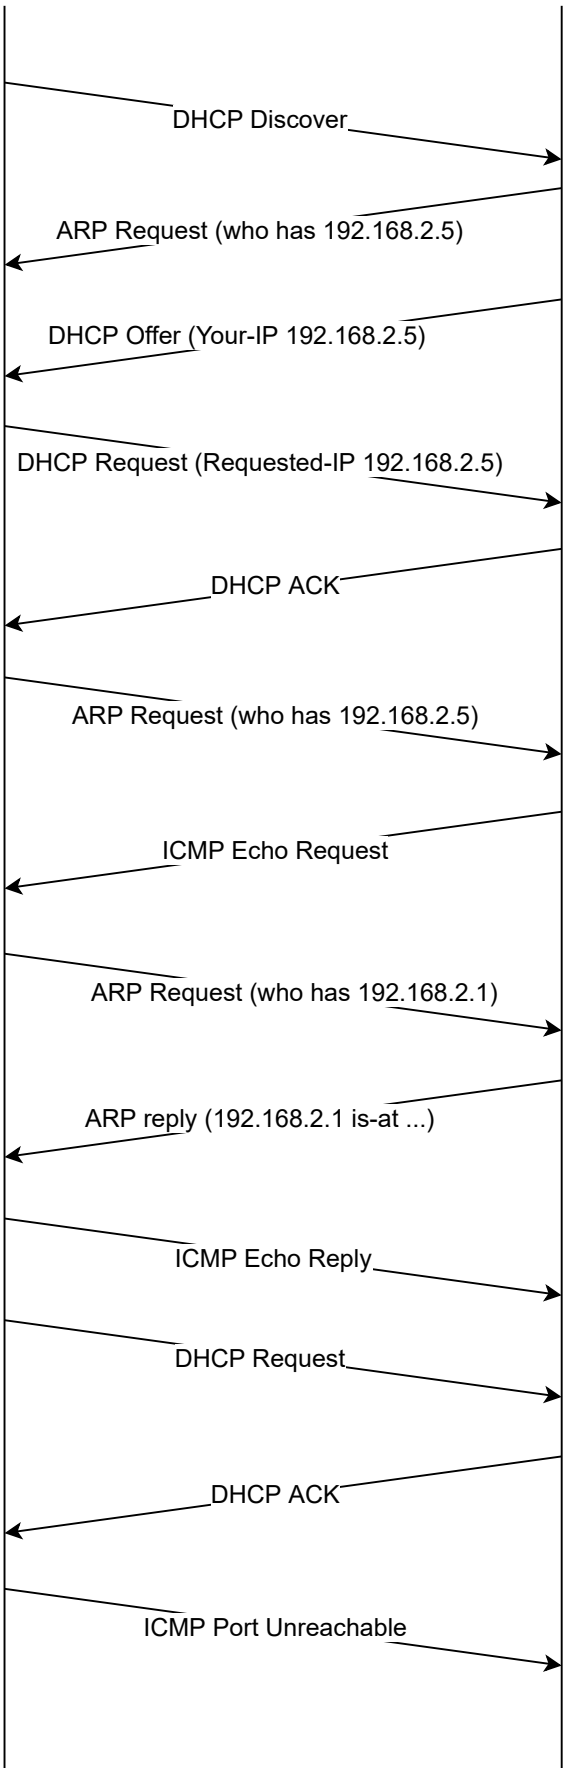 DHCP Discover
ARP Request (who has 192.168.2.5)
DHCP Offer (Your-IP 192.168.2.5)
DHCP Request (Requested-IP 192.168.2.5)
DHCP ACK
ARP Request (who has 192.168.2.5)
ICMP Echo Request
ARP Request (who has 192.168.2.1)
ARP reply (192.168.2.1 is-at ...)
ICMP Echo Reply
DHCP Request
DHCP ACK
ICMP Port Unreachable